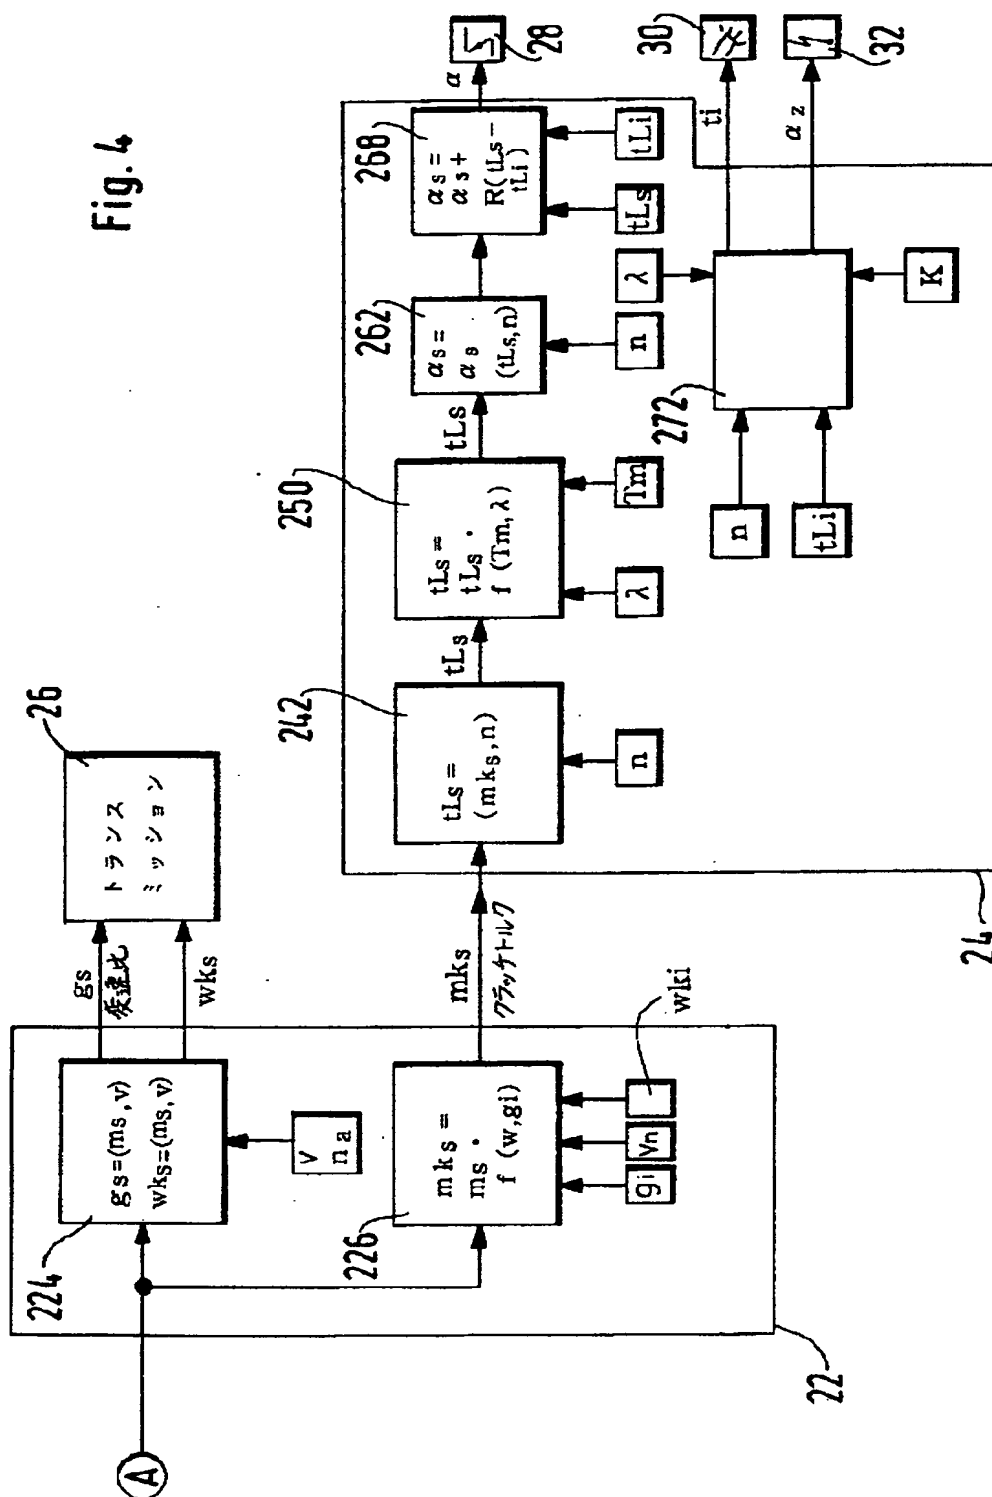 Fig. 4
A
22
224
gs=(ms,v)
wks=(ms,v)
v
na
gs
変速比
wks
26
トランス
ミッション
226
mks =
ms ·
f (w,gi)
gi
Vn
wki
mks
クラッチトルク
24
242
tLs =
(mks,n)
n
tLs
250
tLs =
tLs ·
f (Tm,λ)
λ
Tm
tLs
262
αs =
αs
(tLs,n)
n
268
αs =
αs +
R(tLs-
tLi)
tLs
tLi
α
28
272
n
tLi
λ
K
ti
30
αz
32